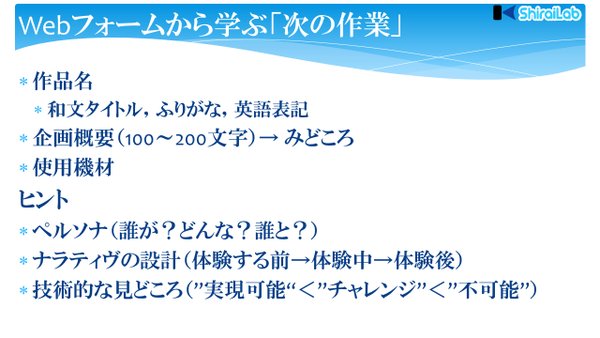 Webフォームから学ぶ「次の作業」
ShiraiLab
* 作品名
* 和文タイトル, ふりがな, 英語表記
* 企画概要（100～200文字）→ みどころ
* 使用機材
ヒント
* ペルソナ（誰が？どんな？誰と？）
* ナラティヴの設計（体験する前→体験中→体験後）
* 技術的な見どころ（”実現可能“＜”チャレンジ”＜”不可能”）